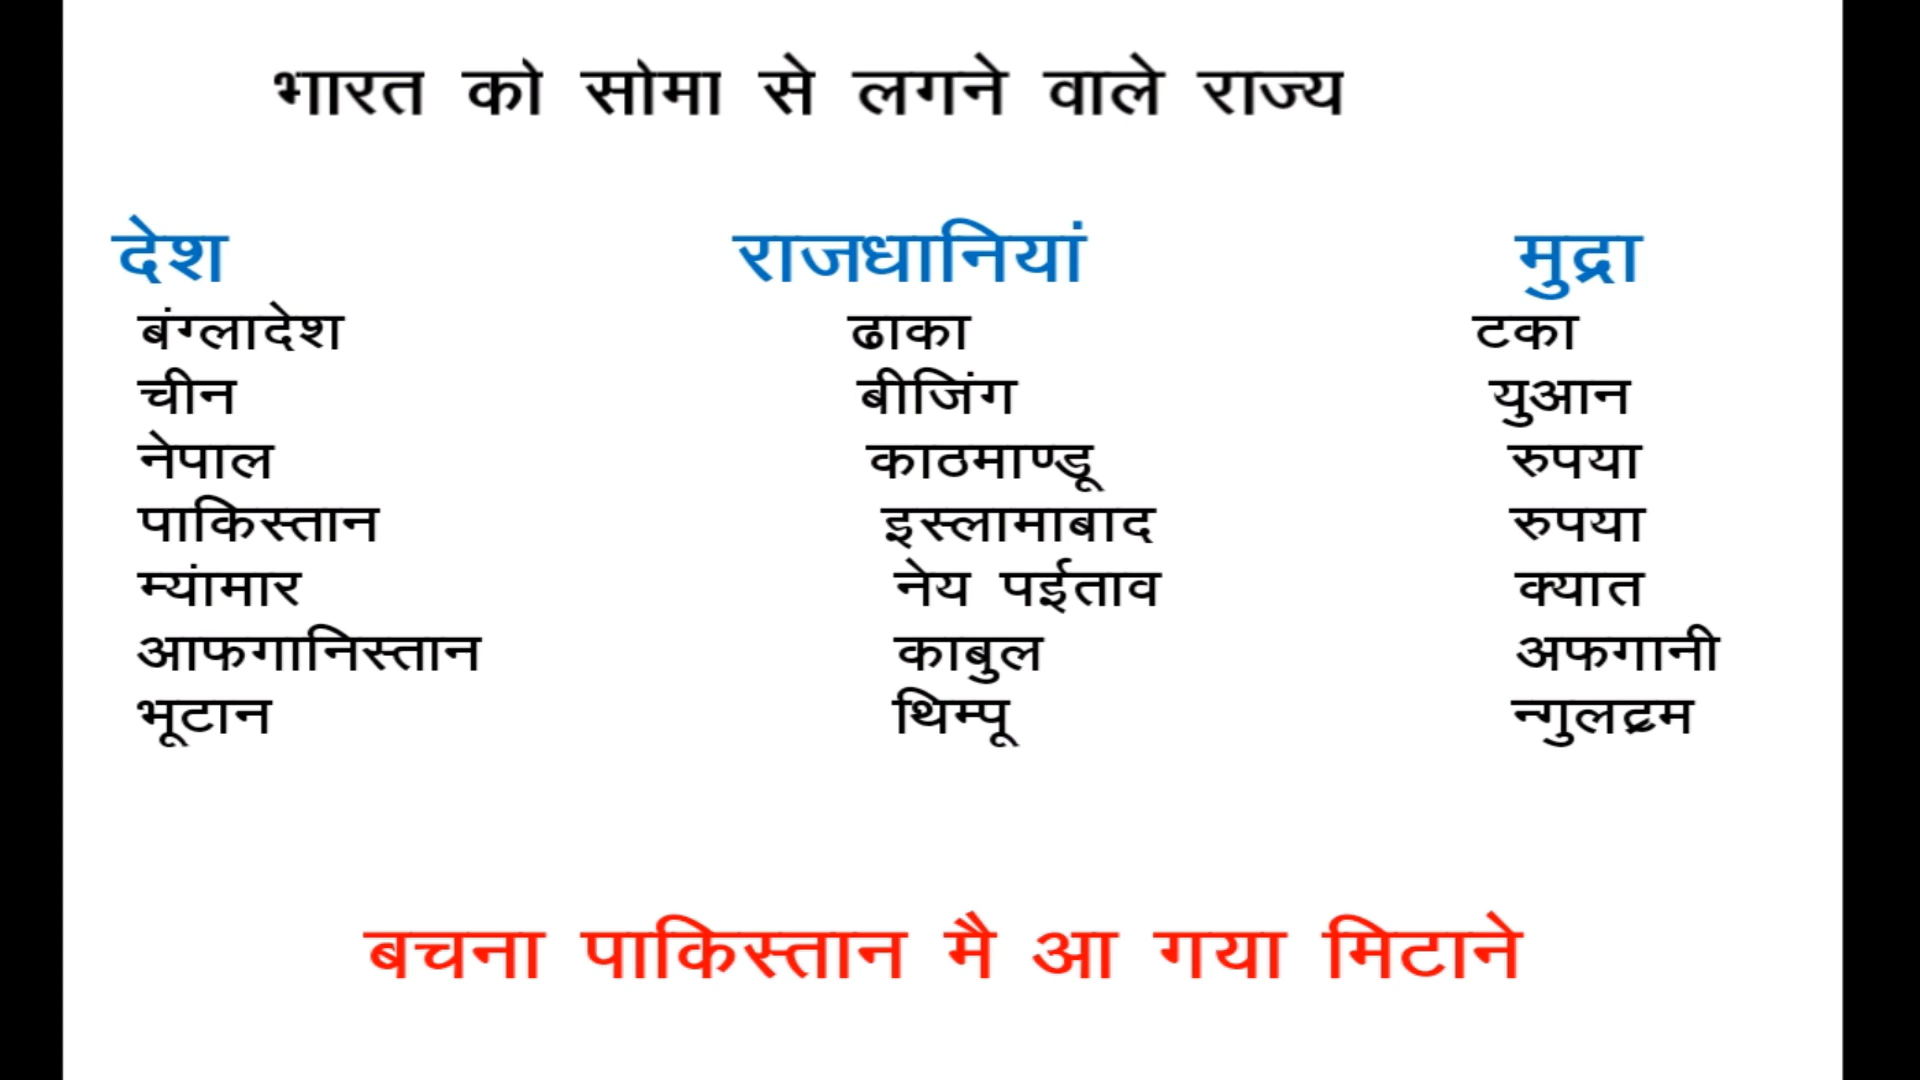 भारत को सोमा से लगने वाले राज्य
देश राजधानियां मुद्रा
बंग्लादेश ढाका टका
चीन बीजिंग युआन
नेपाल काठमाण्डू रुपया
पाकिस्तान इस्लामाबाद रुपया
म्यांमार नेय पईताव क्यात
आफगानिस्तान काबुल अफगानी
भूटान थिम्पू न्गुलद्र्रम
बचना पाकिस्तान मै आ गया मिटाने